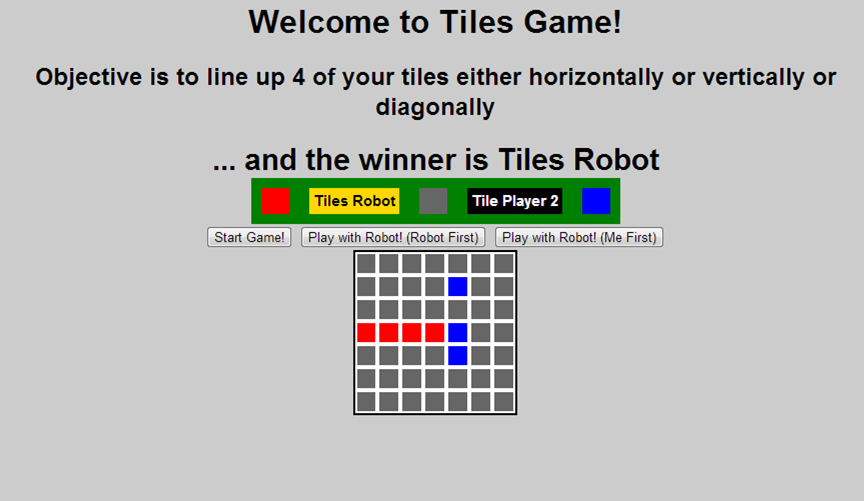 Welcome to Tiles Game!
Objective is to line up 4 of your tiles either horizontally or vertically or
diagonally
... and the winner is Tiles Robot
Tiles Robot Tile Player 2
Start Game! Play with Robot! (Robot First) Play with Robot! (Me First)